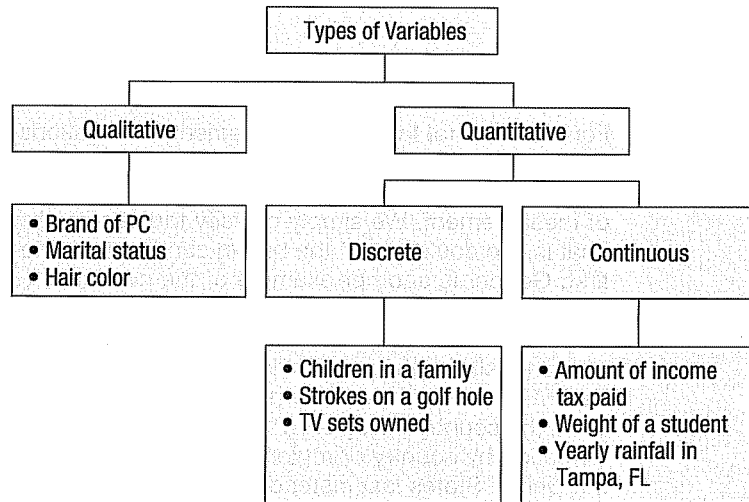 Types of Variables
Qualitative
Quantitative
• Brand of PC
• Marital status
• Hair color
Discrete
Continuous
• Children in a family
• Strokes on a golf hole
• TV sets owned
• Amount of income
tax paid
• Weight of a student
• Yearly rainfall in
Tampa, FL